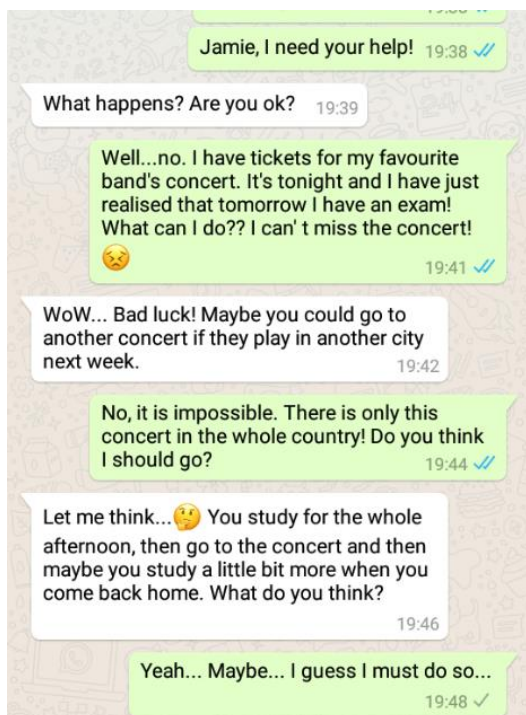 Jamie, I need your help! 19:38
What happens? Are you ok? 19:39
Well...no. I have tickets for my favourite
band's concert. It's tonight and I have just
realised that tomorrow I have an exam!
What can I do?? I can' t miss the concert!
😣 19:41
WoW... Bad luck! Maybe you could go to
another concert if they play in another city
next week. 19:42
No, it is impossible. There is only this
concert in the whole country! Do you think
I should go? 19:44
Let me think...🤔 You study for the whole
afternoon, then go to the concert and then
maybe you study a little bit more when you
come back home. What do you think?
19:46
Yeah... Maybe... I guess I must do so...
19:48